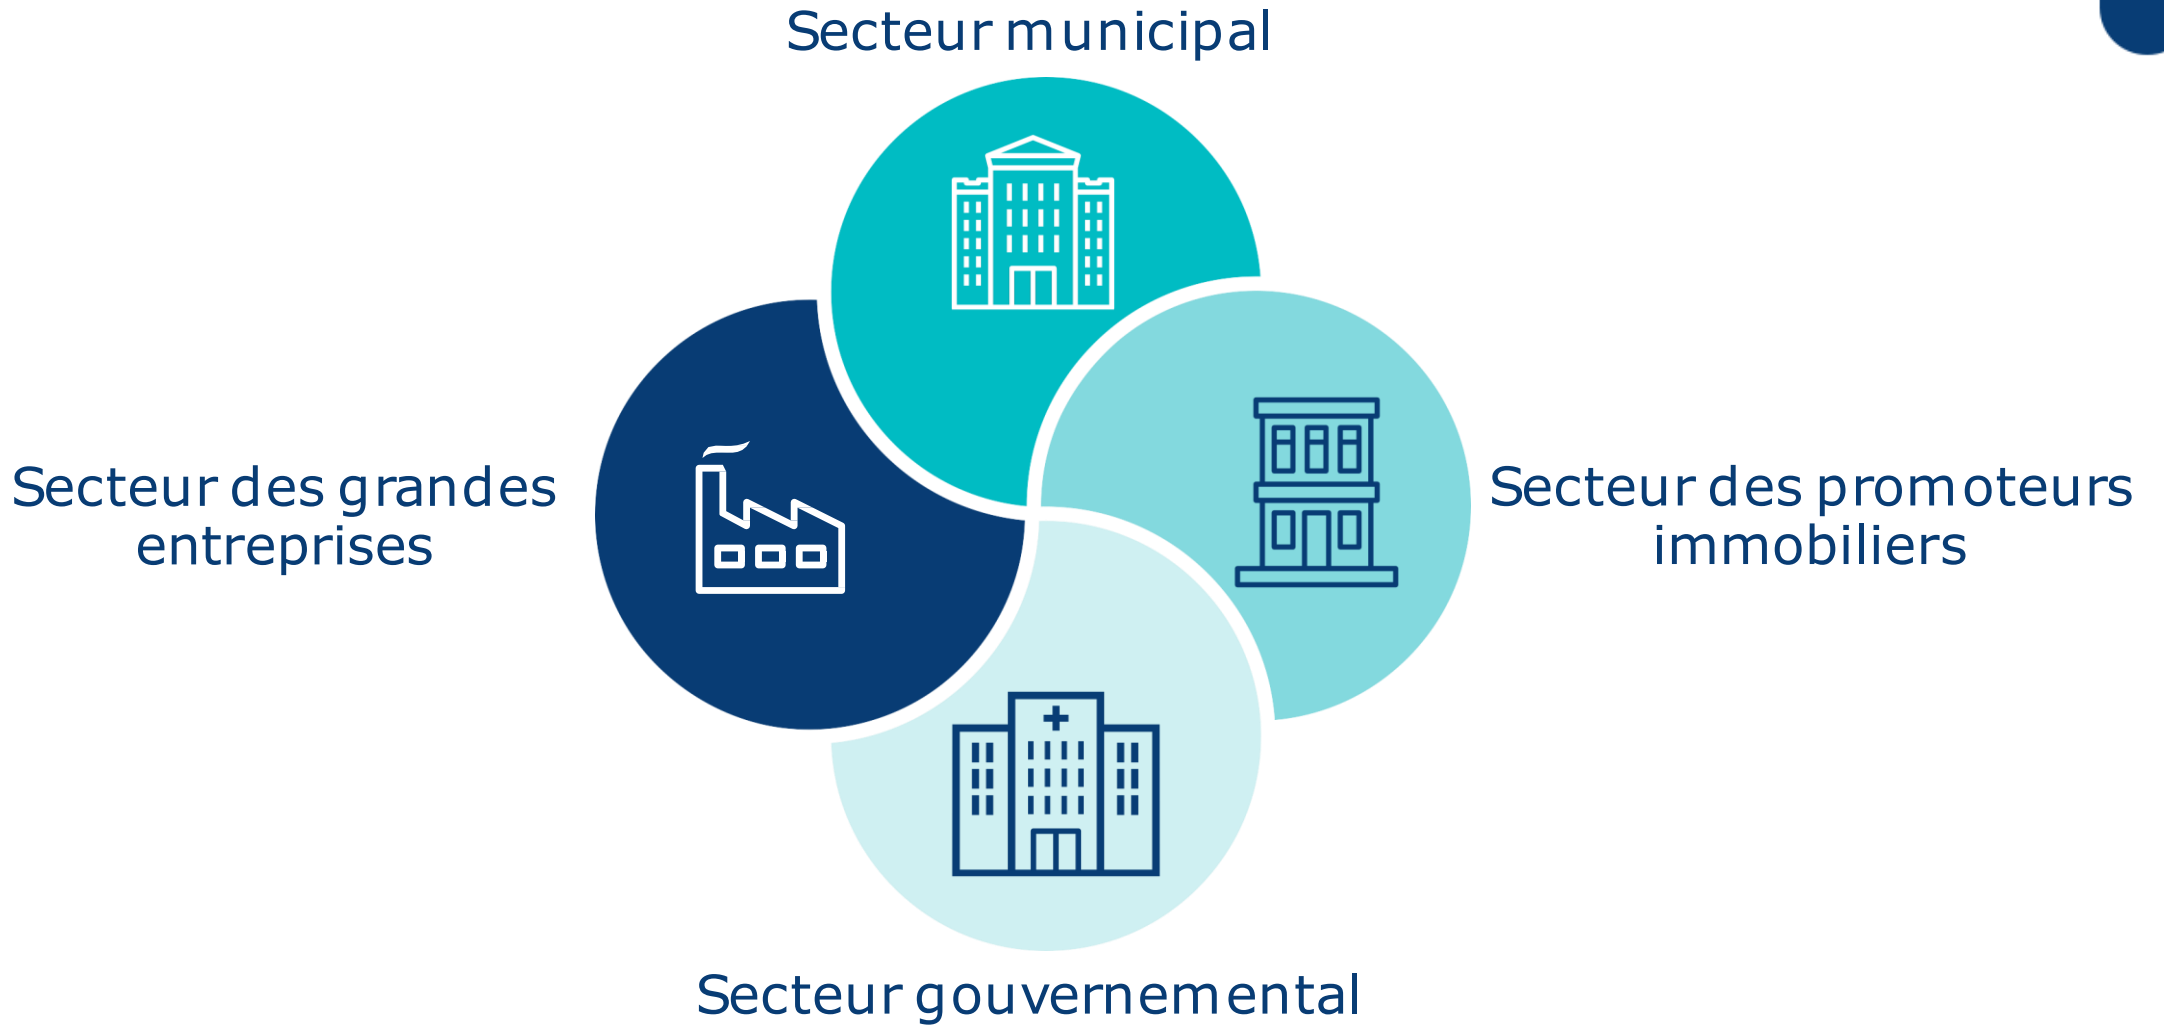 Secteur municipal
Secteur des grandes
entreprises
Secteur des promoteurs
immobiliers
Secteur gouvernemental